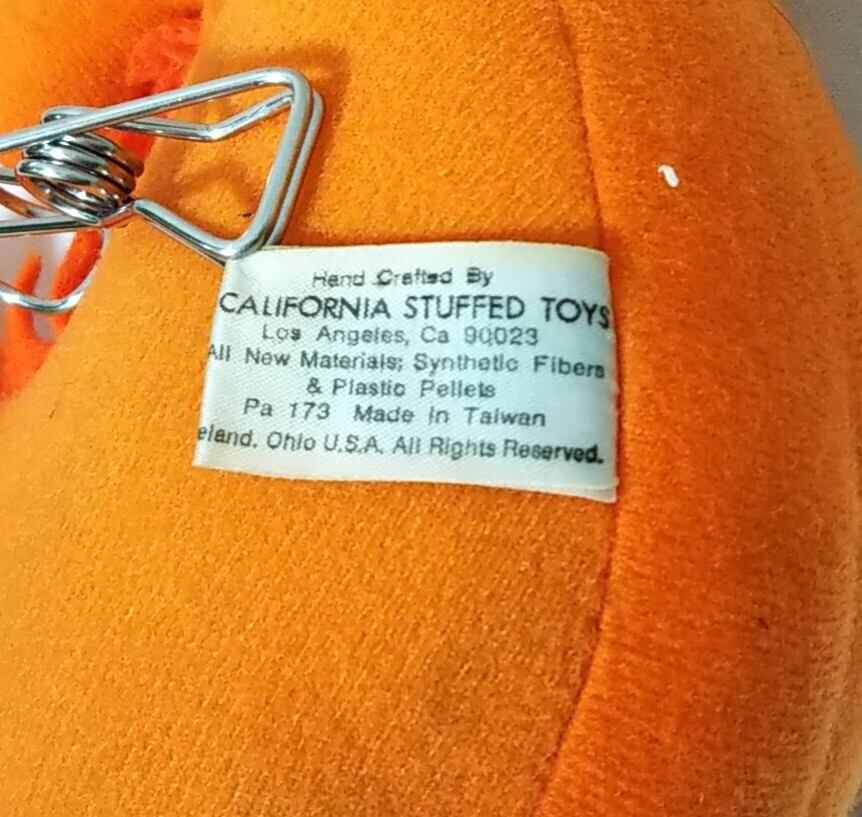 Hand Crafted By
CALIFORNIA STUFFED TOYS
Los Angeles, Ca 90023
All New Materials; Synthetic Fibers
& Plastic Pellets
Pa 173 Made in Taiwan
eland. Ohio U.S.A. All Rights Reserved.